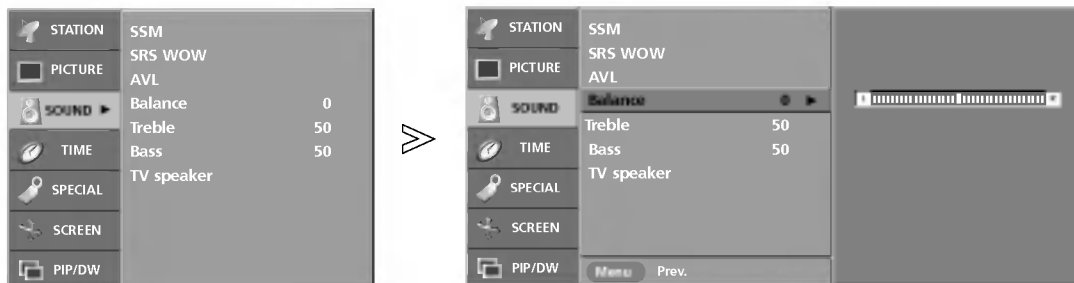 STATION
PICTURE
SOUND ►
TIME
SPECIAL
SCREEN
PIP/DW
SSM
SRS WOW
AVL
Balance 0
Treble 50
Bass 50
TV speaker
STATION
PICTURE
SOUND
TIME
SPECIAL
SCREEN
PIP/DW
SSM
SRS WOW
AVL
Balance 0 ►
Treble 50
Bass 50
TV speaker
Menu Prev.